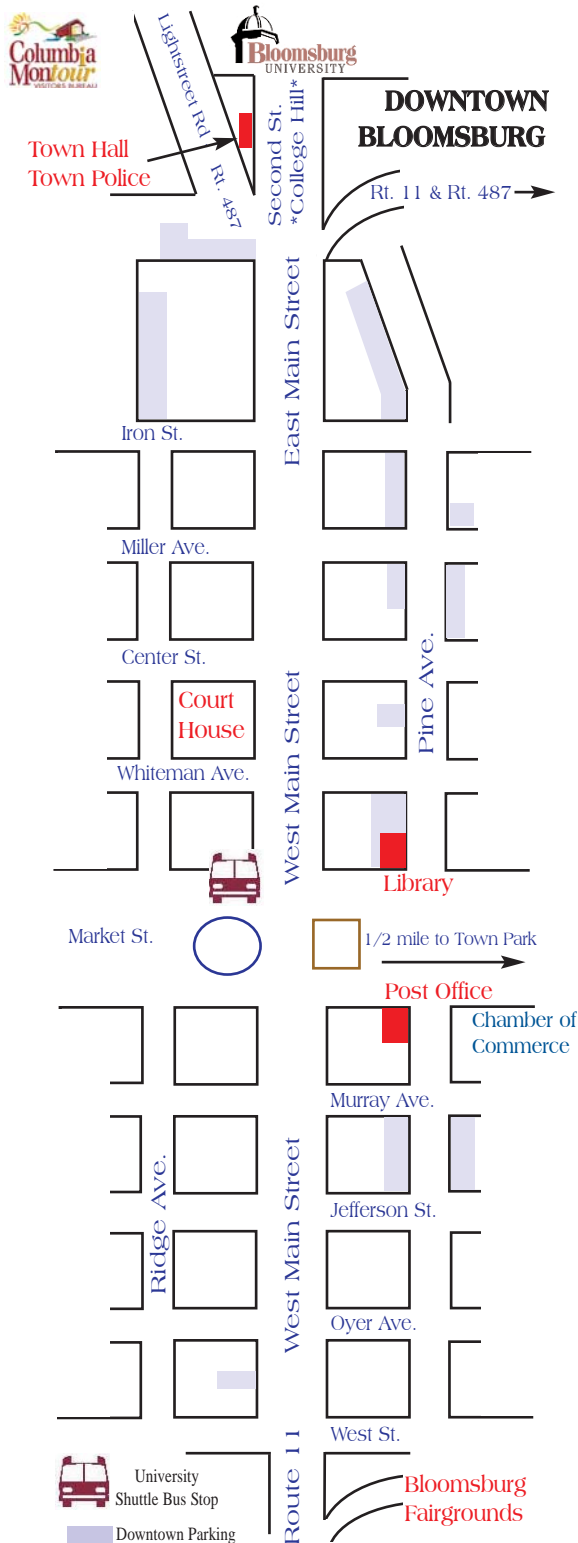 Columbia
Montour
VISITORS BUREAU
Bloomsburg
UNIVERSITY
DOWNTOWN
BLOOMSBURG
Lightstreet Rd
Rt. 487
Second St.
*College Hill*
Town Hall
Town Police
Rt. 11 & Rt. 487
East Main Street
Iron St.
Miller Ave.
Center St.
Pine Ave.
Court
House
West Main Street
Whiteman Ave.
Library
Market St.
1/2 mile to Town Park
Post Office
Chamber of
Commerce
Murray Ave.
Ridge Ave.
West Main Street
Jefferson St.
Oyer Ave.
West St.
Route 11
University
Shuttle Bus Stop
Downtown Parking
Bloomsburg
Fairgrounds